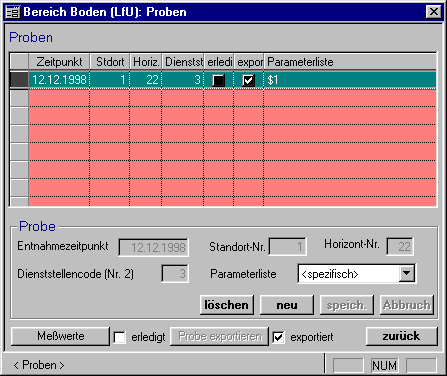 Bereich Boden (LfU): Proben
Proben
Zeitpunkt Stdort Horiz. Dienstst erledi expor Parameterliste
12.12.1998 1 22 3 $1
Probe
Entnahmezeitpunkt 12.12.1998 Standort-Nr. 1 Horizont-Nr. 22
Dienststellencode (Nr. 2) 3 Parameterliste <spezifisch>
löschen neu speich. Abbruch
Meßwerte erledigt Probe exportieren exportiert zurück
< Proben > NUM